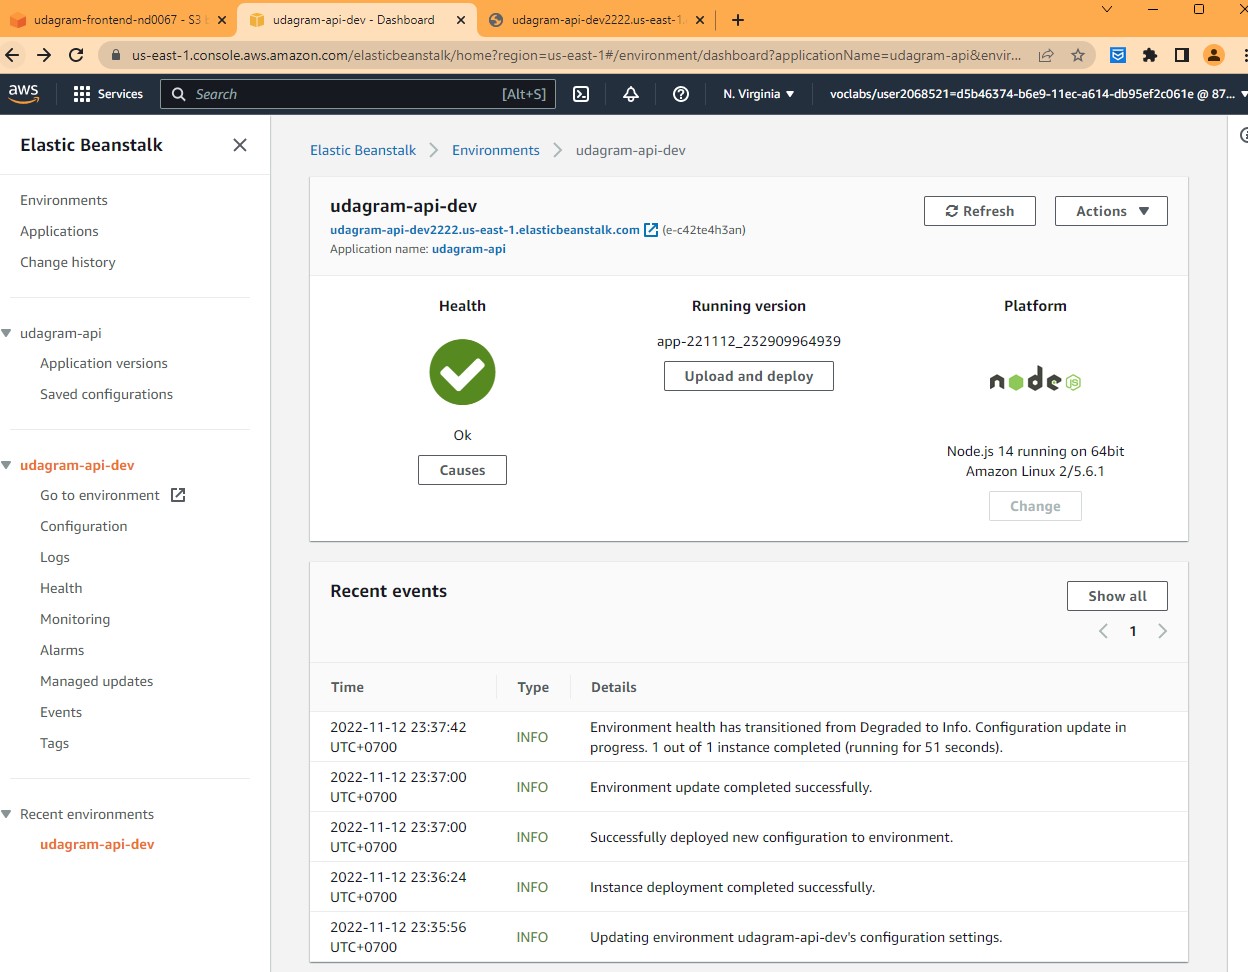 udagram-frontend-nd0067 - S3 b
udagram-api-dev - Dashboard
udagram-api-dev2222.us-east-1.
us-east-1.console.aws.amazon.com/elasticbeanstalk/home?region=us-east-1#/environment/dashboard?applicationName=udagram-api&envir...
aws
Services
Search
[Alt+S]
N. Virginia
voclabs/user2068521=d5b46374-b6e9-11ec-a614-db95ef2c061e @ 87...
Elastic Beanstalk
Environments
Applications
Change history
udagram-api
Application versions
Saved configurations
udagram-api-dev
Go to environment
Configuration
Logs
Health
Monitoring
Alarms
Managed updates
Events
Tags
Recent environments
udagram-api-dev
Elastic Beanstalk > Environments > udagram-api-dev
udagram-api-dev
udagram-api-dev2222.us-east-1.elasticbeanstalk.com (e-c42te4h3an)
Application name: udagram-api
Refresh
Actions
Health
Ok
Causes
Running version
app-221112_232909964939
Upload and deploy
Platform
node JS
Node.js 14 running on 64bit
Amazon Linux 2/5.6.1
Change
Recent events
Show all
1
Time Type Details
2022-11-12 23:37:42
UTC+0700
INFO
Environment health has transitioned from Degraded to Info. Configuration update in
progress. 1 out of 1 instance completed (running for 51 seconds).
2022-11-12 23:37:00
UTC+0700
INFO
Environment update completed successfully.
2022-11-12 23:37:00
UTC+0700
INFO
Successfully deployed new configuration to environment.
2022-11-12 23:36:24
UTC+0700
INFO
Instance deployment completed successfully.
2022-11-12 23:35:56
UTC+0700
INFO
Updating environment udagram-api-dev's configuration settings.